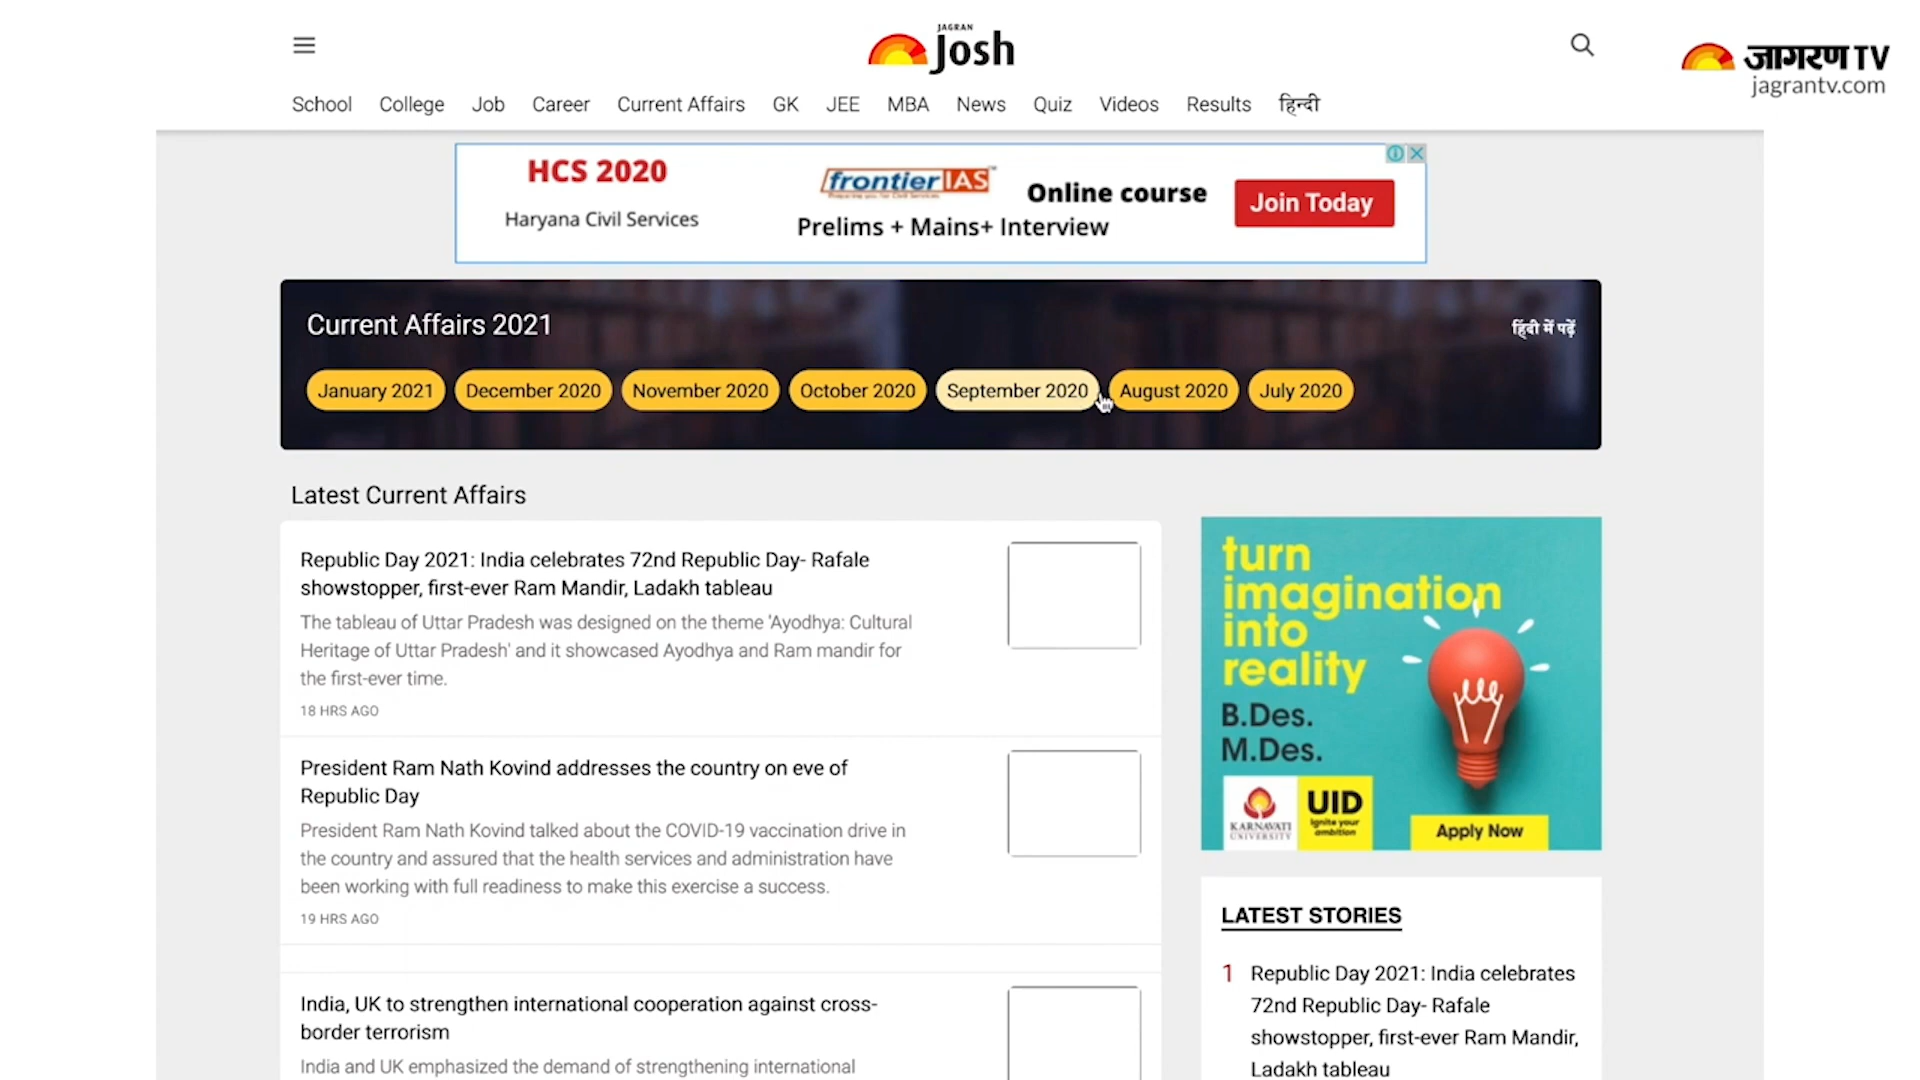 JAGRAN
Josh
जागरण TV
jagrantv.com
School College Job Career Current Affairs GK JEE MBA News Quiz Videos Results हिन्दी
HCS 2020
Haryana Civil Services
frontier IAS
Online course
Prelims + Mains+ Interview
Join Today
Current Affairs 2021
हिंदी में पढ़ें
January 2021 December 2020 November 2020 October 2020 September 2020 August 2020 July 2020
Latest Current Affairs
Republic Day 2021: India celebrates 72nd Republic Day- Rafale
showstopper, first-ever Ram Mandir, Ladakh tableau
The tableau of Uttar Pradesh was designed on the theme 'Ayodhya: Cultural
Heritage of Uttar Pradesh' and it showcased Ayodhya and Ram mandir for
the first-ever time.
18 HRS AGO
President Ram Nath Kovind addresses the country on eve of
Republic Day
President Ram Nath Kovind talked about the COVID-19 vaccination drive in
the country and assured that the health services and administration have
been working with full readiness to make this exercise a success.
19 HRS AGO
India, UK to strengthen international cooperation against cross-
border terrorism
India and UK emphasized the demand of strengthening international
turn
imagination
into
reality
B.Des.
M.Des.
KARNAVATI
UNIVERSITY
UID
Ignite your
ambition
Apply Now
LATEST STORIES
1 Republic Day 2021: India celebrates
72nd Republic Day- Rafale
showstopper, first-ever Ram Mandir,
Ladakh tableau